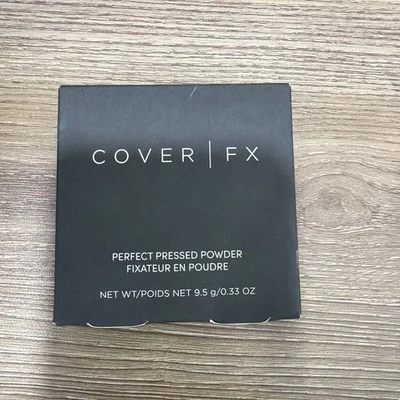 COVER | FX
PERFECT PRESSED POWDER
FIXATEUR EN POUDRE
NET WT/POIDS NET 9.5 g/0.33 OZ